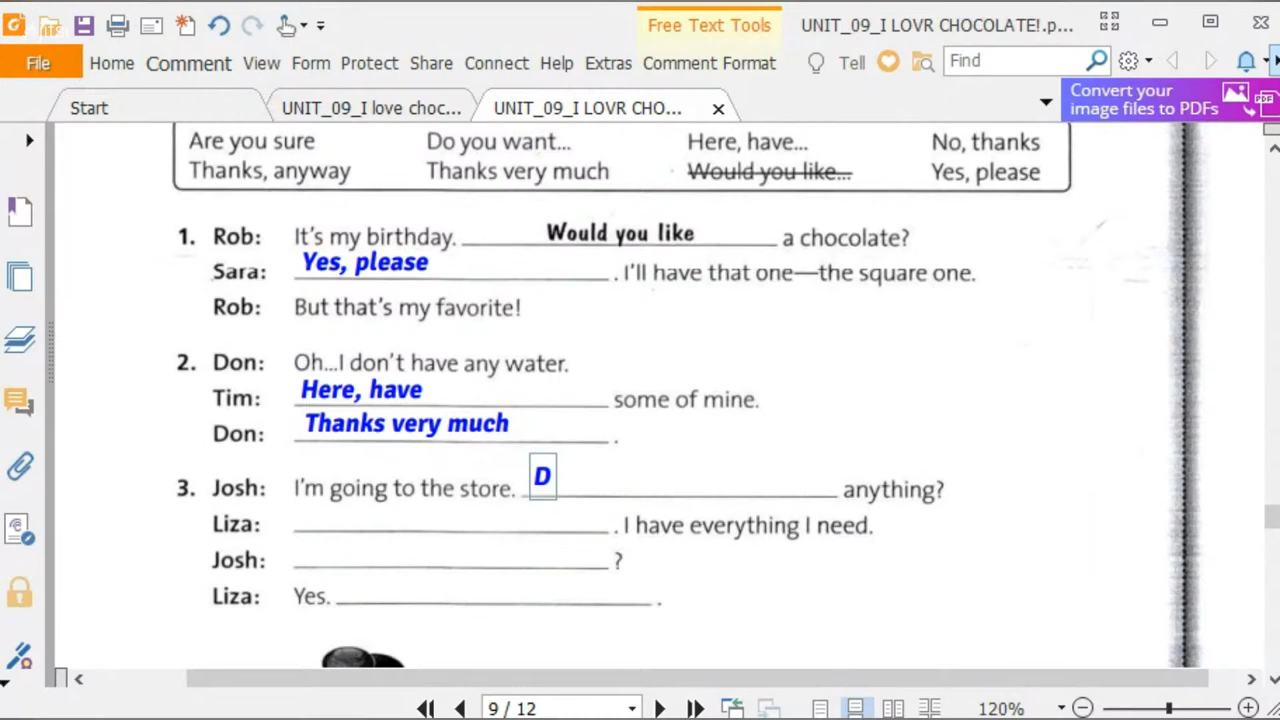 Free Text Tools
UNIT_09_I LOVR CHOCOLATE!.p...
File Home Comment View Form Protect Share Connect Help Extras Comment Format Tell Find
Start UNIT_09_I love choc... UNIT_09_I LOVR CHO...
Convert your
image files to PDFs
PDF
Are you sure Do you want... Here, have... No, thanks
Thanks, anyway Thanks very much Would you like... Yes, please
1. Rob: It's my birthday. Would you like a chocolate?
Sara: Yes, please. I'll have that one—the square one.
Rob: But that's my favorite!
2. Don: Oh...I don't have any water.
Tim: Here, have some of mine.
Don: Thanks very much.
3. Josh: I'm going to the store. D anything?
Liza: . I have everything I need.
Josh: ?
Liza: Yes. .
9 / 12 120%